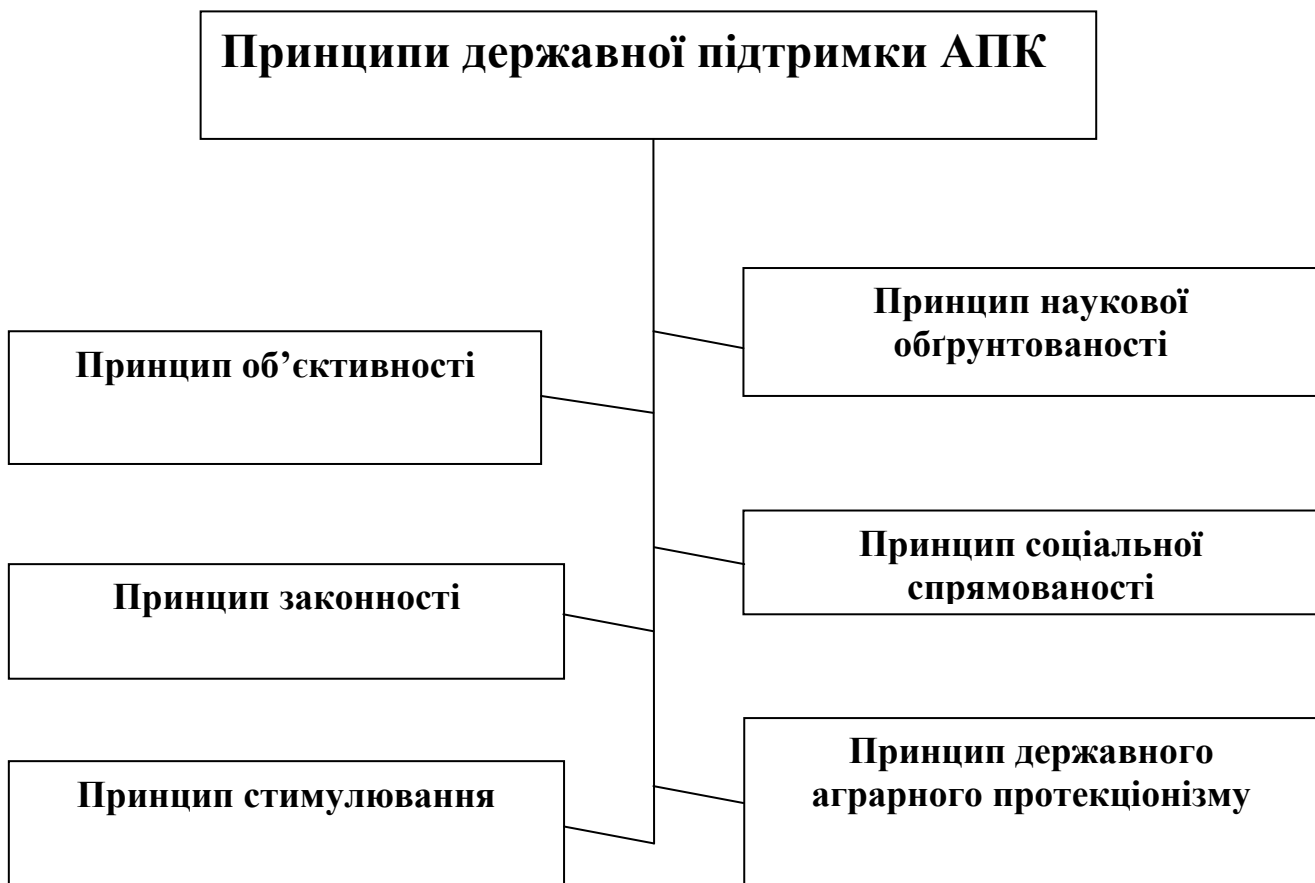 Принципи державної підтримки АПК
Принцип наукової
обґрунтованості
Принцип об’єктивності
Принцип соціальної
спрямованості
Принцип законності
Принцип державного
аграрного протекціонізму
Принцип стимулювання